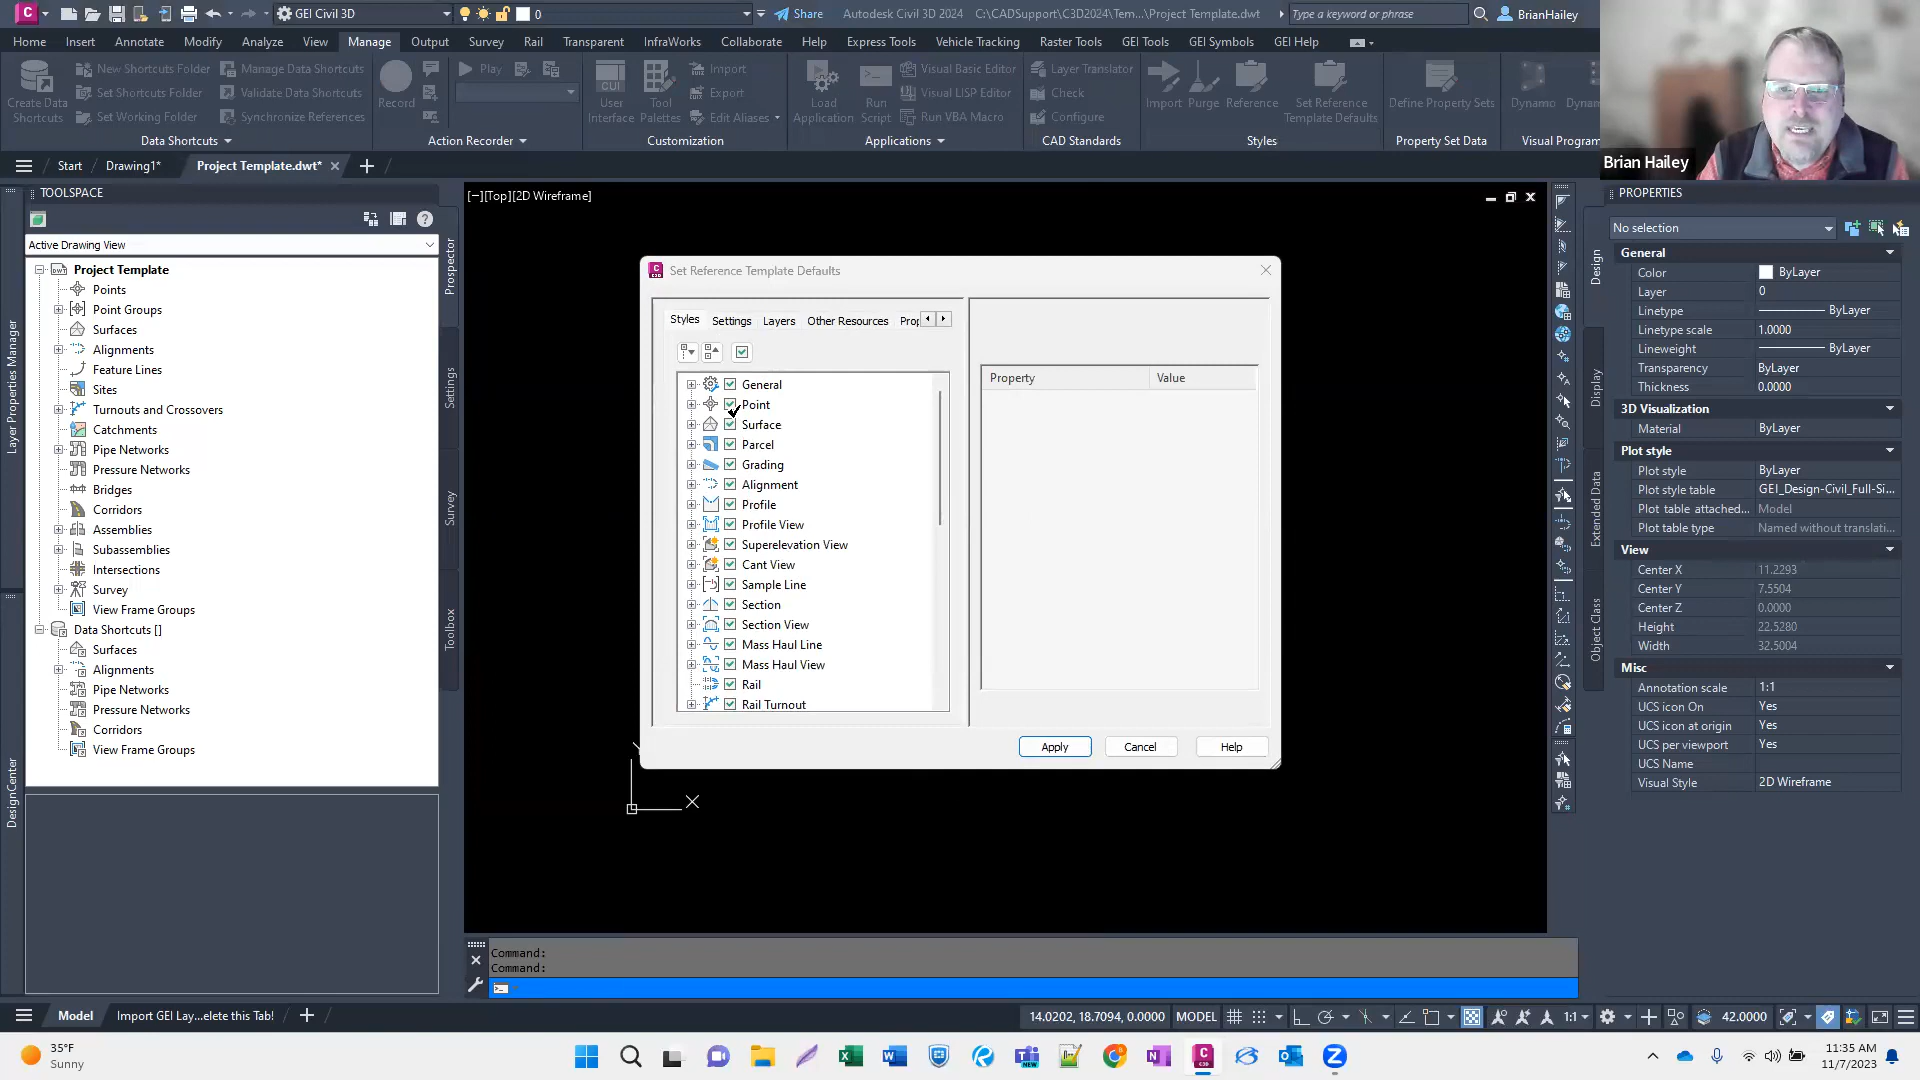 C
GEI Civil 3D
0
Share
Autodesk Civil 3D 2024 C:\CADSupport\C3D2024\Tem...\Project Template.dwt
Type a keyword or phrase
BrianHailey
Home Insert Annotate Modify Analyze View Manage Output Survey Rail Transparent InfraWorks Collaborate Help Express Tools Vehicle Tracking Raster Tools GEI Tools GEI Symbols GEI Help
Create Data Shortcuts
New Shortcuts Folder
Set Shortcuts Folder
Set Working Folder
Manage Data Shortcuts
Validate Data Shortcuts
Synchronize References
Data Shortcuts
Record
Play
Action Recorder
CUI
User Interface
Tool Palettes
Import
Export
Edit Aliases
Customization
Load Application
Run Script
Visual Basic Editor
Visual LISP Editor
Run VBA Macro
Applications
Layer Translator
Check
Configure
CAD Standards
Import
Purge
Reference
Set Reference Template Defaults
Styles
Define Property Sets
Property Set Data
Dynamo
Visual Program
Brian Hailey
Start
Drawing1*
Project Template.dwt*
TOOLSPACE
Active Drawing View
Project Template
Points
Point Groups
Surfaces
Alignments
Feature Lines
Sites
Turnouts and Crossovers
Catchments
Pipe Networks
Pressure Networks
Bridges
Corridors
Assemblies
Subassemblies
Intersections
Survey
View Frame Groups
Data Shortcuts []
Surfaces
Alignments
Pipe Networks
Pressure Networks
Corridors
View Frame Groups
Layer Properties Manager
DesignCenter
Prospector
Settings
Survey
Toolbox
[−][Top][2D Wireframe]
Set Reference Template Defaults
Styles
Settings
Layers
Other Resources
General
Point
Surface
Parcel
Grading
Alignment
Profile
Profile View
Superelevation View
Cant View
Sample Line
Section
Section View
Mass Haul Line
Mass Haul View
Rail
Rail Turnout
Property
Value
Apply
Cancel
Help
X
PROPERTIES
No selection
Design
Display
Extended Data
Object Class
General
Color ByLayer
Layer 0
Linetype ByLayer
Linetype scale 1.0000
Lineweight ByLayer
Transparency ByLayer
Thickness 0.0000
3D Visualization
Material ByLayer
Plot style
Plot style ByLayer
Plot style table GEI_Design-Civil_Full-Si...
Plot table attached... Model
Plot table type Named without translati...
View
Center X 11.2293
Center Y 7.5504
Center Z 0.0000
Height 22.5280
Width 32.5004
Misc
Annotation scale 1:1
UCS icon On Yes
UCS icon at origin Yes
UCS per viewport Yes
UCS Name
Visual Style 2D Wireframe
Command:
Command:
Model
Import GEI Lay...elete this Tab!
14.0202, 18.7094, 0.0000
MODEL
1:1
42.0000
35°F
Sunny
11:35 AM
11/7/2023